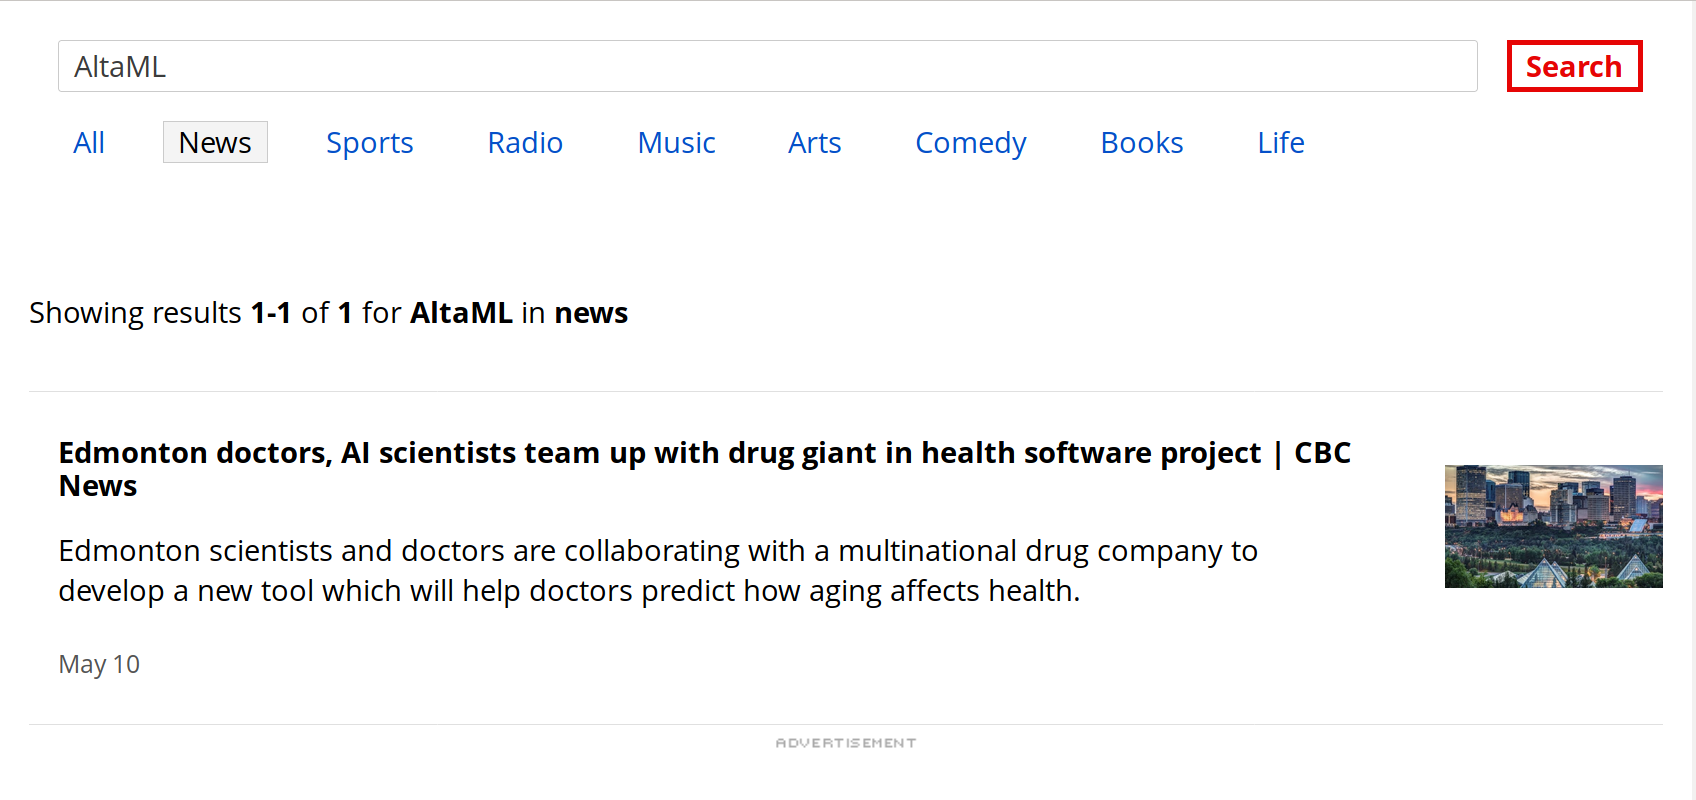 AltaML
Search
All News Sports Radio Music Arts Comedy Books Life
Showing results 1-1 of 1 for AltaML in news
Edmonton doctors, AI scientists team up with drug giant in health software project | CBC
News
Edmonton scientists and doctors are collaborating with a multinational drug company to
develop a new tool which will help doctors predict how aging affects health.
May 10
ADVERTISEMENT